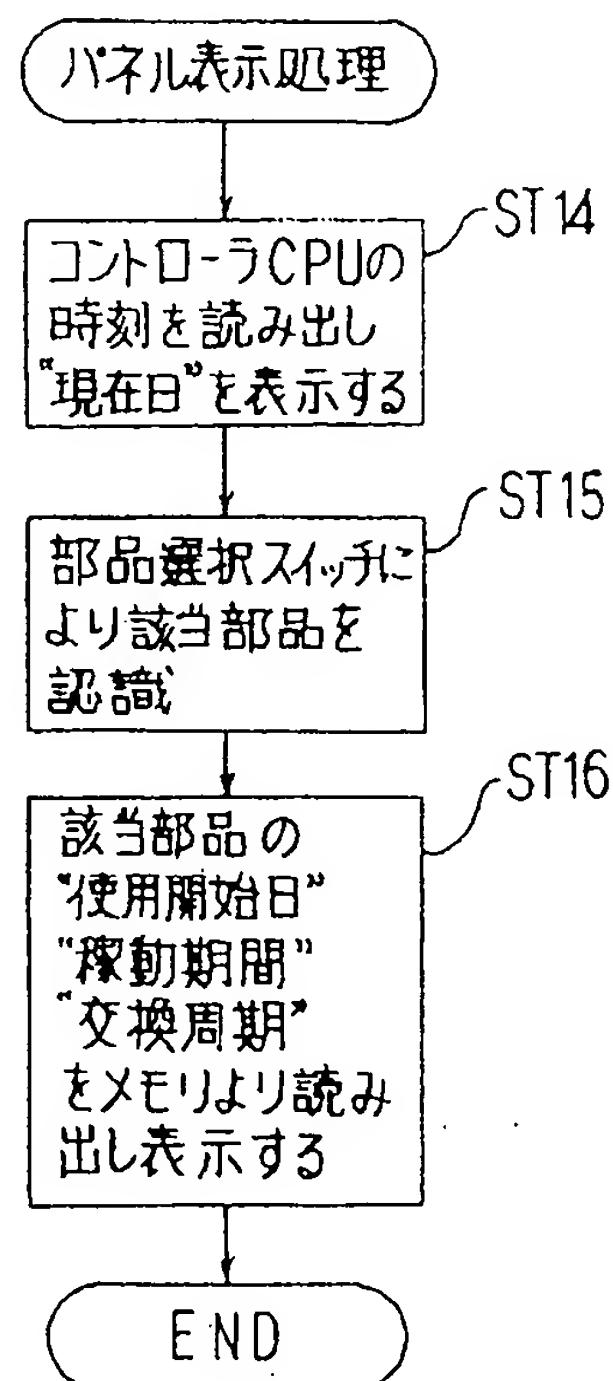 パネル表示処理
ST14
コントローラCPUの
時刻を読み出し
“現在日”を表示する
ST15
部品選択スイッチに
より該当部品を
認識
ST16
該当部品の
“使用開始日”
“稼動期間”
“交換周期”
をメモリより読み
出し表示する
END